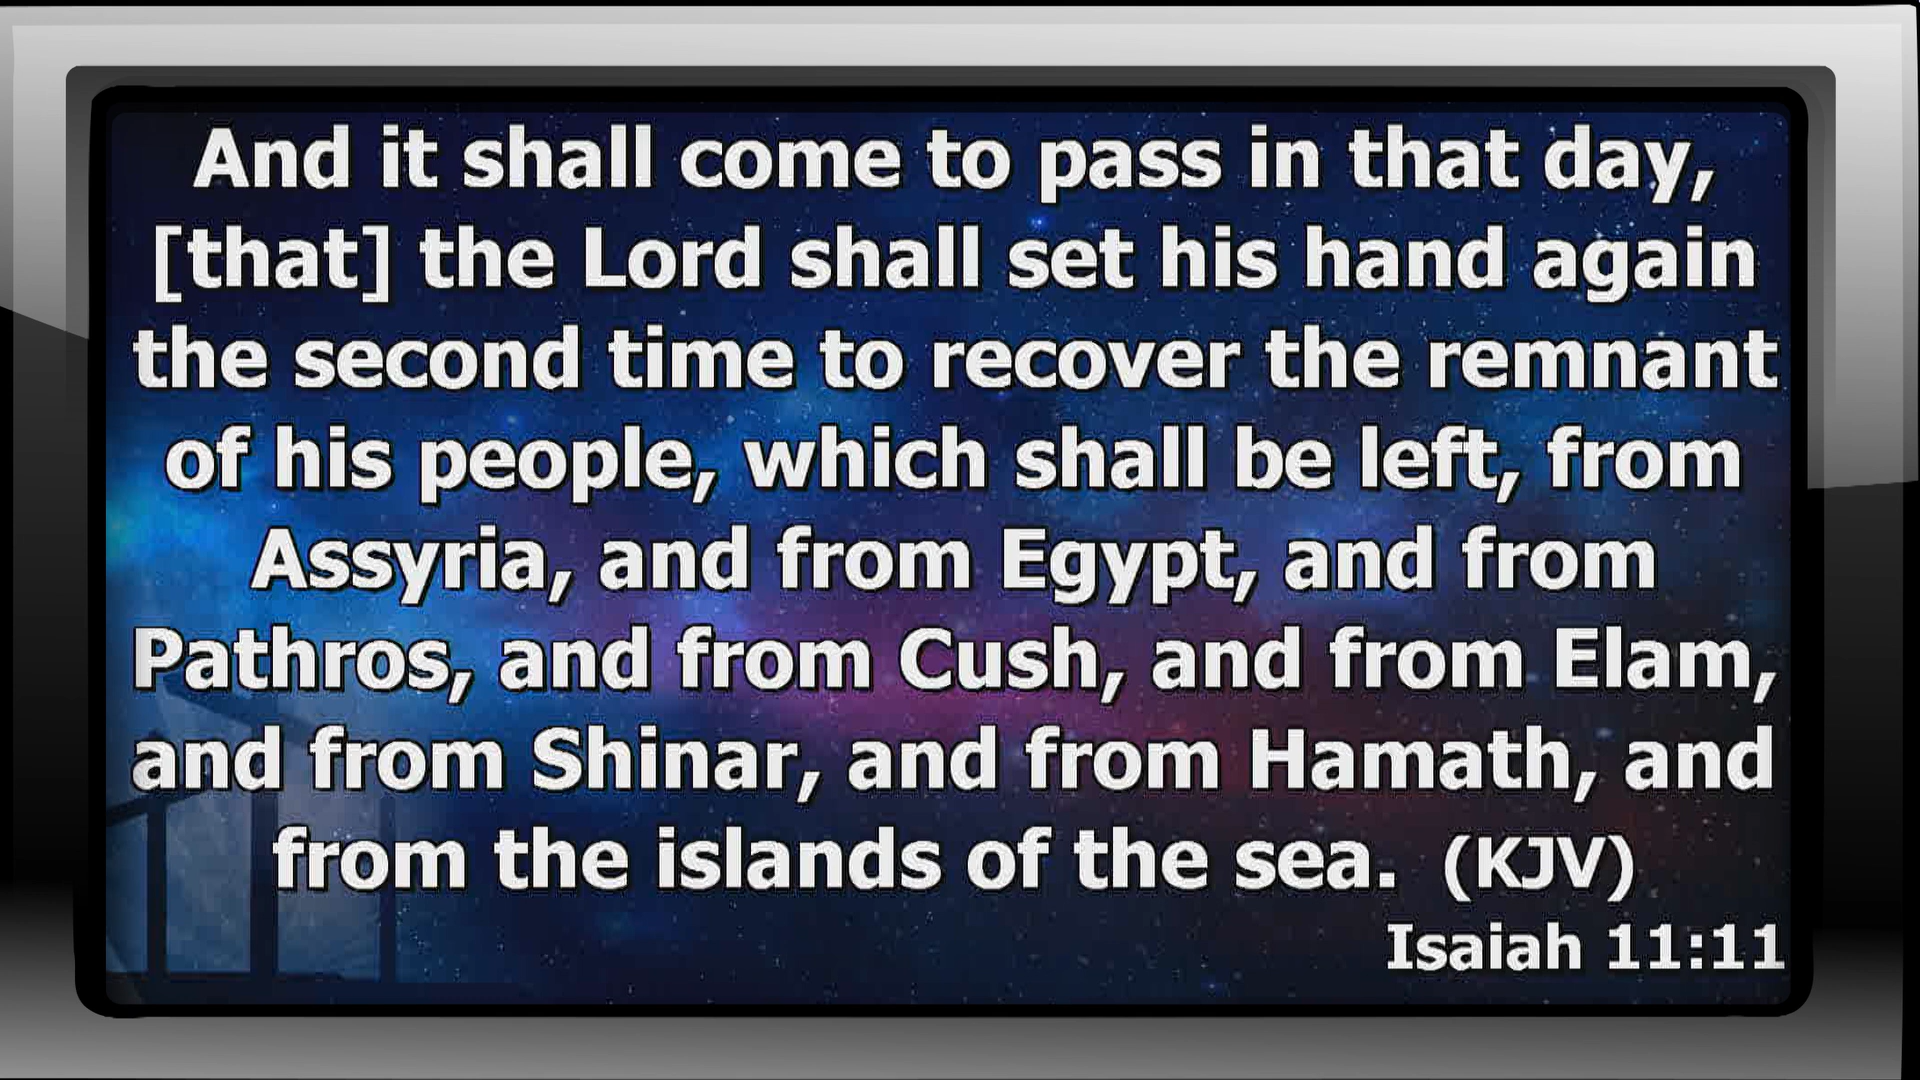 And it shall come to pass in that day,
[that] the Lord shall set his hand again
the second time to recover the remnant
of his people, which shall be left, from
Assyria, and from Egypt, and from
Pathros, and from Cush, and from Elam,
and from Shinar, and from Hamath, and
from the islands of the sea. (KJV)
Isaiah 11:11